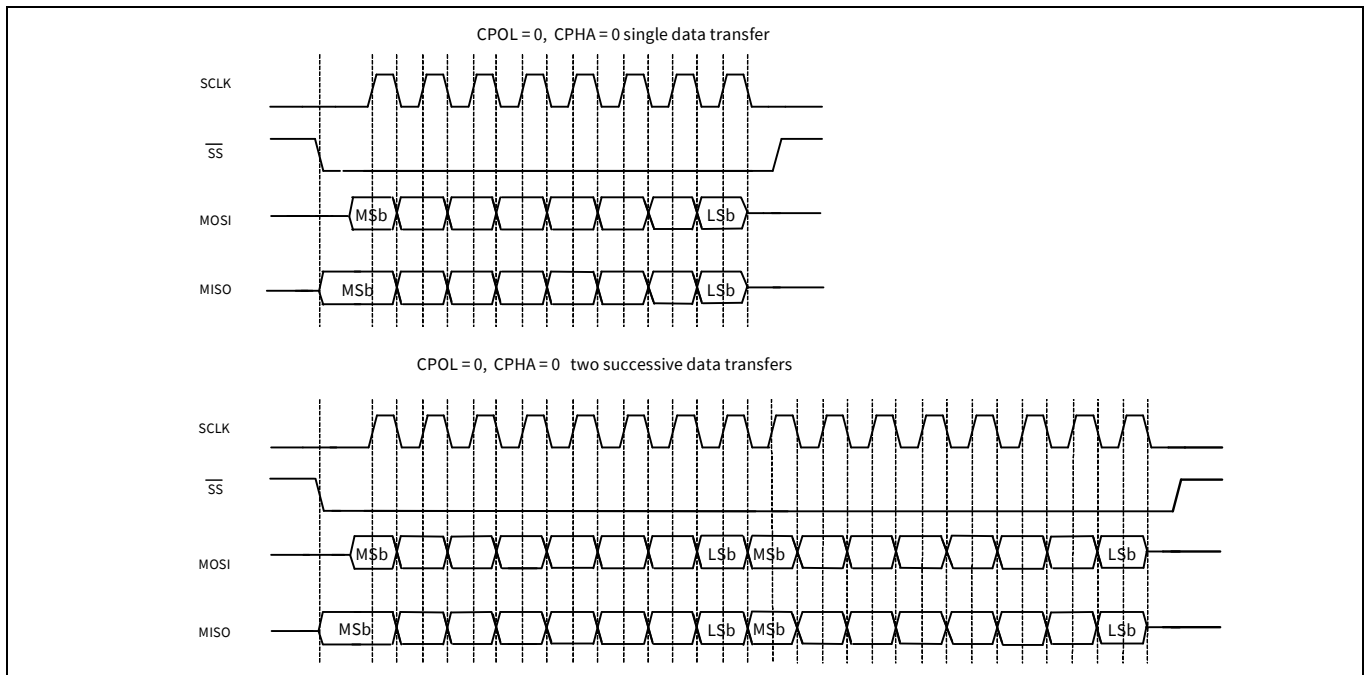 CPOL = 0, CPHA = 0 single data transfer
SCLK
SS
MOSI
MSb LSb
MISO
MSb LSb
CPOL = 0, CPHA = 0 two successive data transfers
SCLK
SS
MOSI
MSb LSb MSb LSb
MISO
MSb LSb MSb LSb